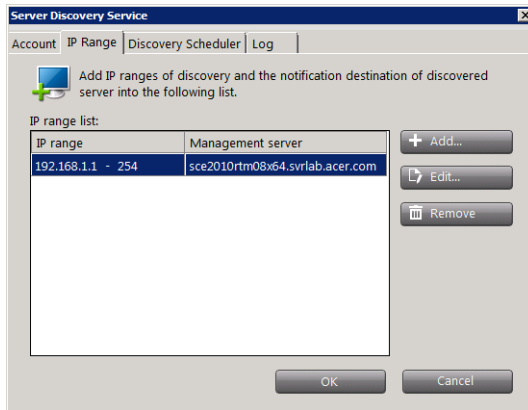 Server Discovery Service
Account IP Range Discovery Scheduler Log
Add IP ranges of discovery and the notification destination of discovered
server into the following list.
IP range list:
IP range Management server
192.168.1.1 - 254 sce2010rtm08x64.svrlab.acer.com
Add...
Edit...
Remove
OK Cancel